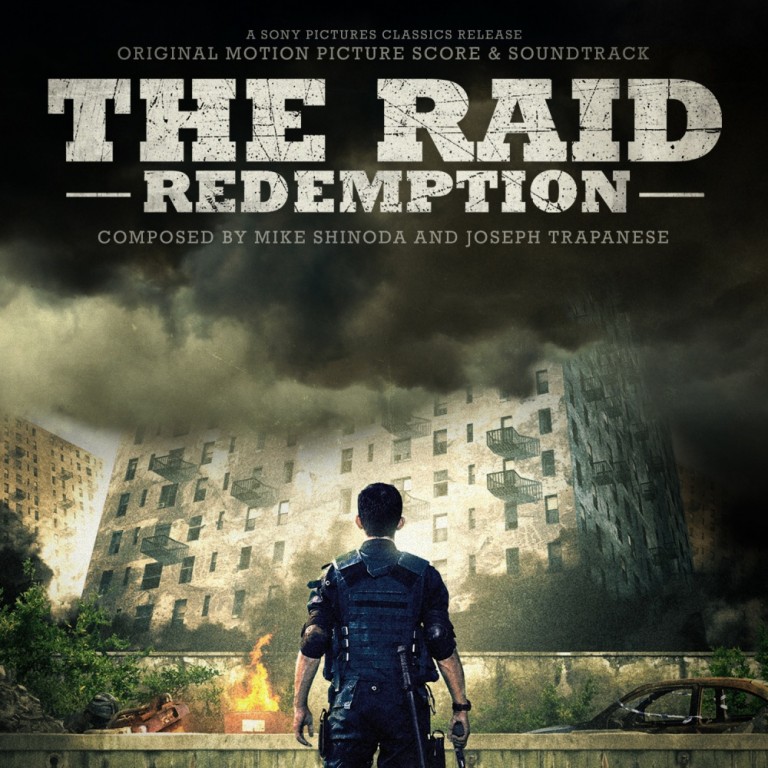 A SONY PICTURES CLASSICS RELEASE
ORIGINAL MOTION PICTURE SCORE & SOUNDTRACK
THE RAID
REDEMPTION
COMPOSED BY MIKE SHINODA AND JOSEPH TRAPANESE